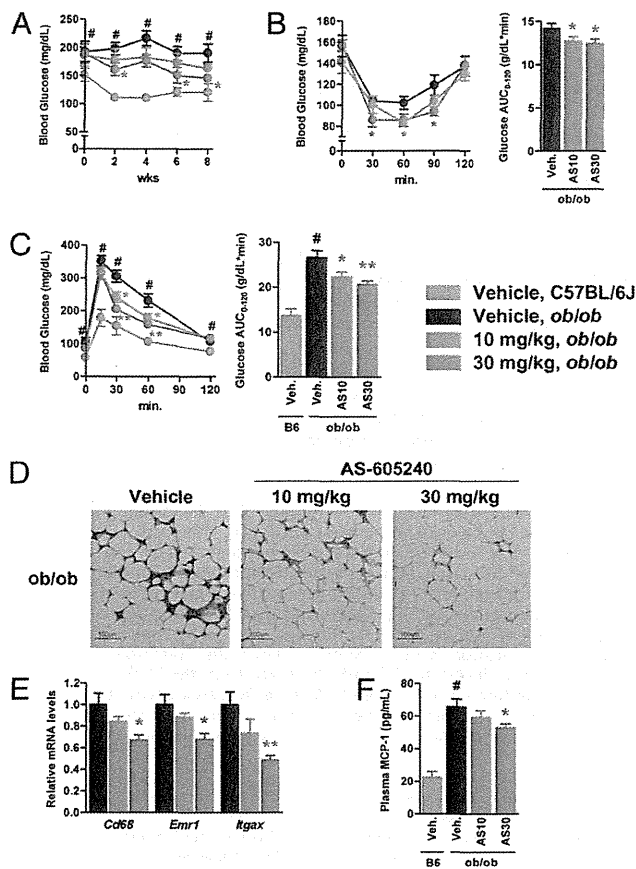 A
B
C
D
E
F
Blood Glucose (mg/dL)
250
200
150
100
50
0
0 2 4 6 8
wks
# # # # #
* * *
Blood Glucose (mg/dL)
180
160
140
120
100
80
0
0 30 60 90 120
min.
* * *
Glucose AUC0-120 (g/dL*min)
15
10
5
0
* *
Veh.
AS10
AS30
ob/ob
Blood Glucose (mg/dL)
400
300
200
100
0
0 30 60 120
min.
# # # # #
* ** * **
Glucose AUC0-120 (g/dL*min)
30
20
10
0
# * **
Veh.
Veh.
AS10
AS30
B6 ob/ob
Vehicle, C57BL/6J
Vehicle, ob/ob
10 mg/kg, ob/ob
30 mg/kg, ob/ob
AS-605240
Vehicle 10 mg/kg 30 mg/kg
ob/ob
Relative mRNA levels
1.2
1.0
0.8
0.6
0.4
0.2
0.0
* * **
Cd68 Emr1 Itgax
Plasma MCP-1 (pg/mL)
80
60
40
20
0
# *
Veh.
Veh.
AS10
AS30
B6 ob/ob